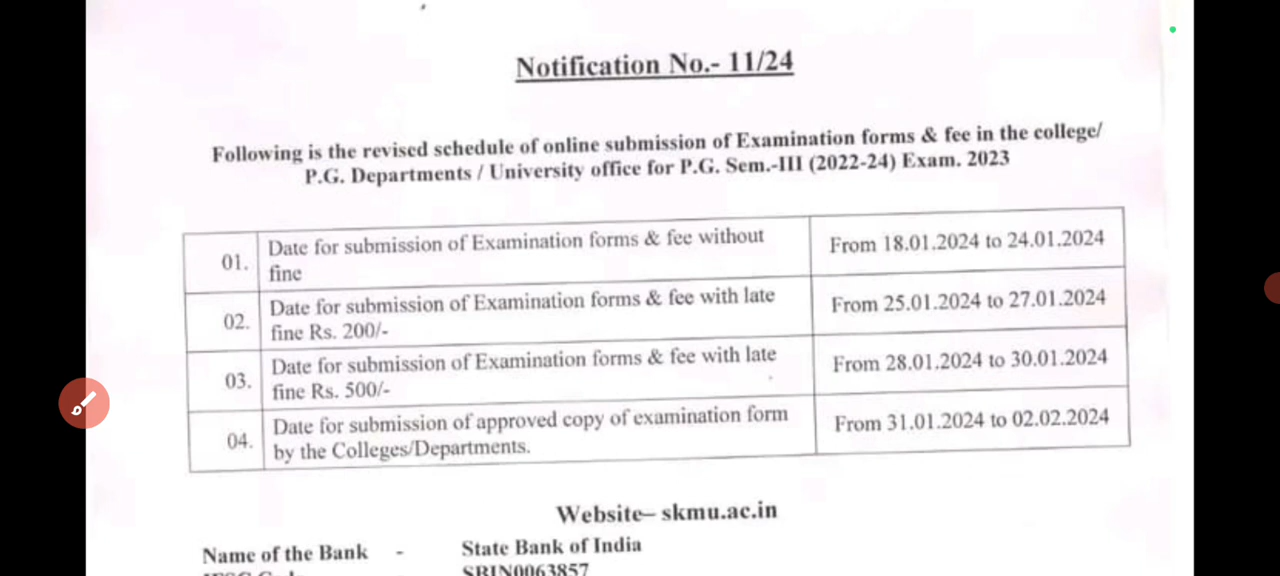 Notification No.- 11/24
Following is the revised schedule of online submission of Examination forms & fee in the college/
P.G. Departments / University office for P.G. Sem.-III (2022-24) Exam. 2023
01. Date for submission of Examination forms & fee without
fine
From 18.01.2024 to 24.01.2024
02. Date for submission of Examination forms & fee with late
fine Rs. 200/-
From 25.01.2024 to 27.01.2024
03. Date for submission of Examination forms & fee with late
fine Rs. 500/-
From 28.01.2024 to 30.01.2024
04. Date for submission of approved copy of examination form
by the Colleges/Departments.
From 31.01.2024 to 02.02.2024
Website– skmu.ac.in
Name of the Bank - State Bank of India
SBIN0063857